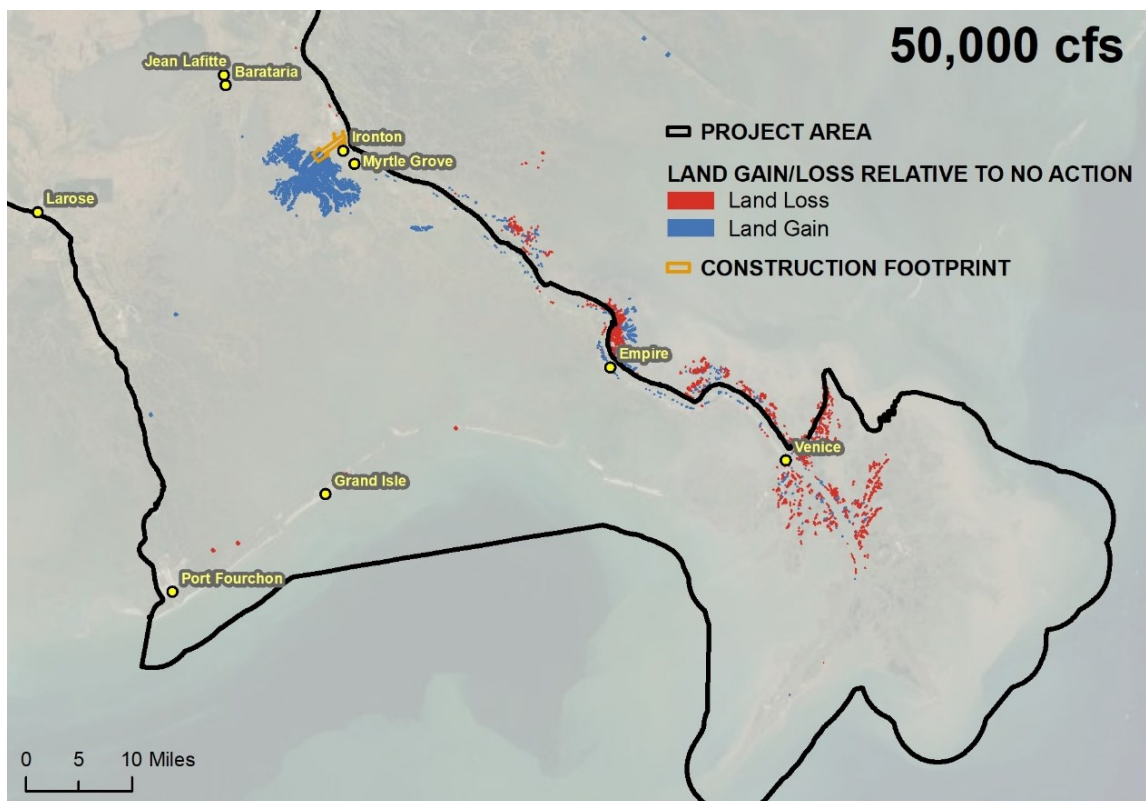 50,000 cfs
Jean Lafitte
Barataria
PROJECT AREA
Ironton
Myrtle Grove
LAND GAIN/LOSS RELATIVE TO NO ACTION
Larose
Land Loss
Land Gain
CONSTRUCTION FOOTPRINT
Empire
Venice
Grand Isle
Port Fourchon
0 5 10 Miles